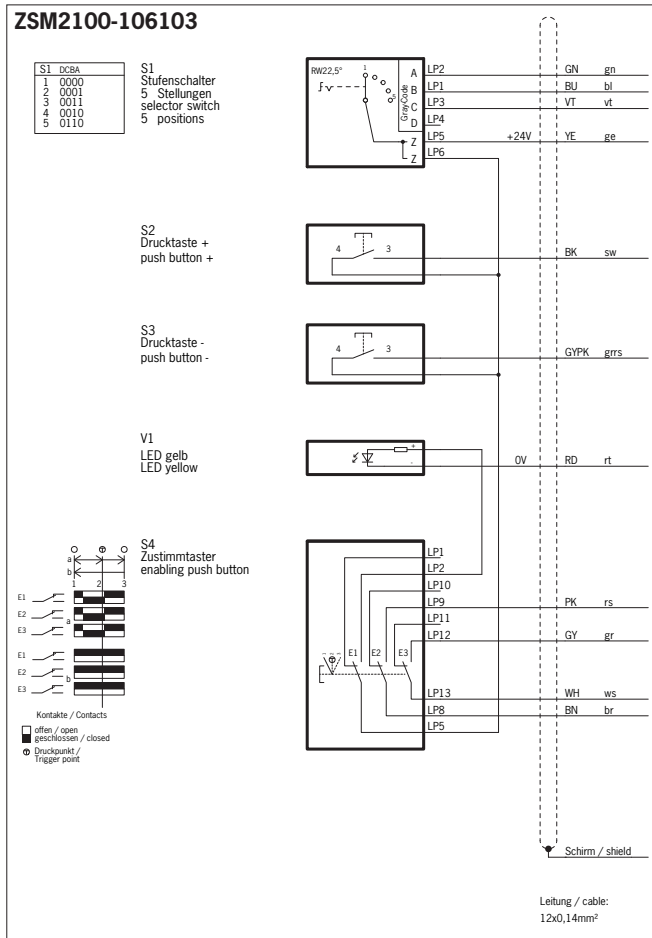 ZSM2100-106103
S1 DCBA
1 0000
2 0001
3 0011
4 0010
5 0110
S1
Stufenschalter
5 Stellungen
selector switch
5 positions
RW22,5°
1
5
GrayCode
A
B
C
D
Z
Z
LP2
LP1
LP3
LP4
LP5
LP6
+24V
GN gn
BU bl
VT vt
YE ge
S2
Drucktaste +
push button +
4 3
BK sw
S3
Drucktaste -
push button -
4 3
GYPK grrs
V1
LED gelb
LED yellow
+
-
0V
RD rt
S4
Zustimmtaster
enabling push button
a
b
1 2 3
E1
E2
a
E3
E1
E2
b
E3
Kontakte / Contacts
offen / open
geschlossen / closed
Druckpunkt /
Trigger point
E1 E2 E3
LP1
LP2
LP10
LP9
LP11
LP12
LP13
LP8
LP5
PK rs
GY gr
WH ws
BN br
Schirm / shield
Leitung / cable:
12x0,14mm²